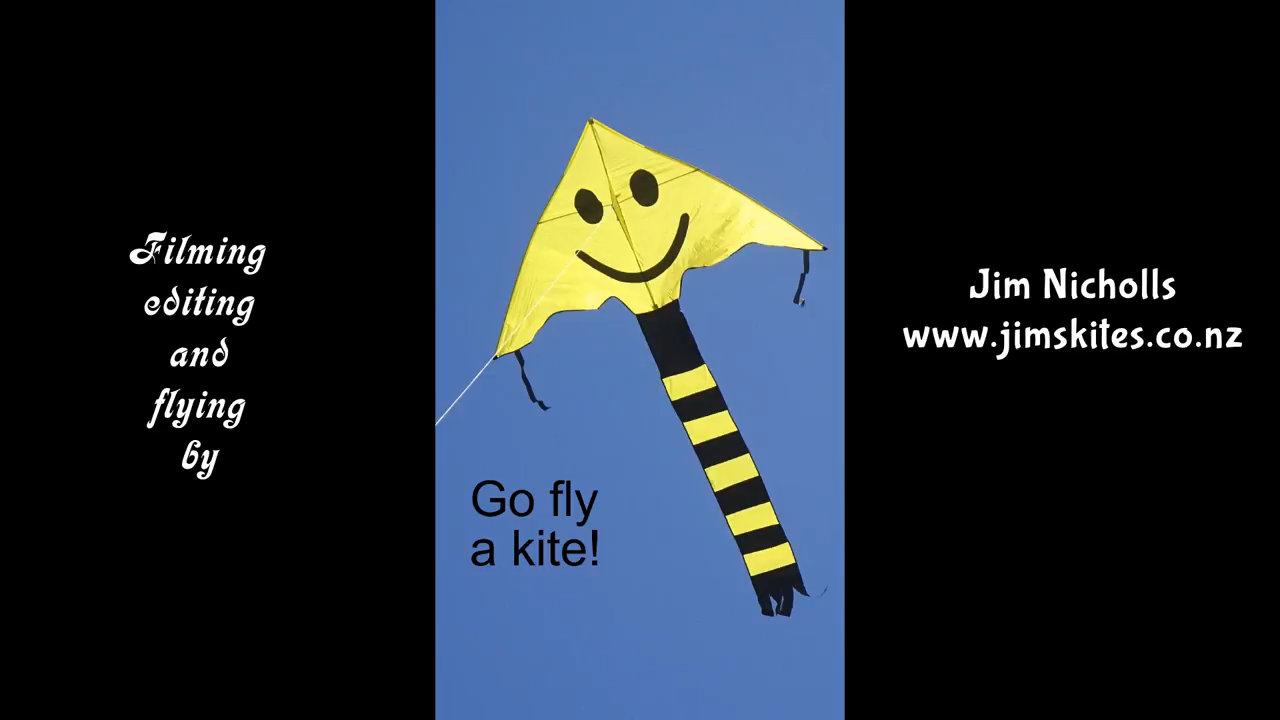 Filming
editing
and
flying
by
Go fly
a kite!
Jim Nicholls
www.jimskites.co.nz